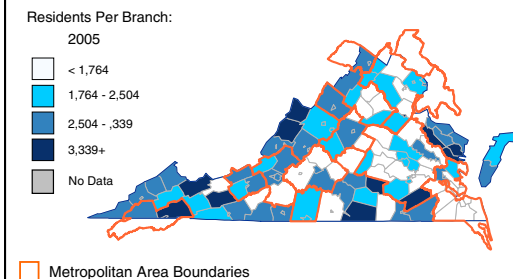 Residents Per Branch:
2005
< 1,764
1,764 - 2,504
2,504 - ,339
3,339+
No Data
Metropolitan Area Boundaries